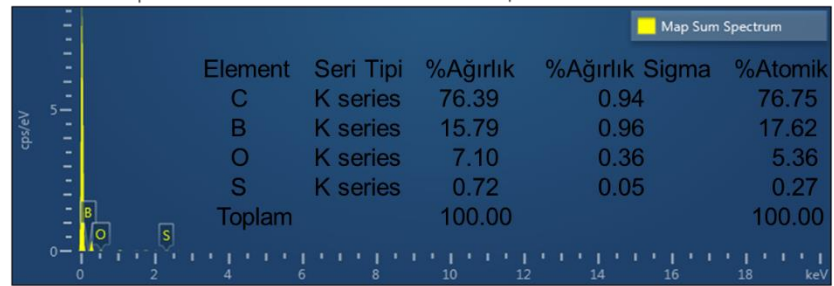 Map Sum Spectrum
Element Seri Tipi %Ağırlık %Ağırlık Sigma %Atomik
C K series 76.39 0.94 76.75
B K series 15.79 0.96 17.62
O K series 7.10 0.36 5.36
S K series 0.72 0.05 0.27
Toplam 100.00 100.00
cps/eV
5
0
B
O
S
0 2 4 6 8 10 12 14 16 18 keV